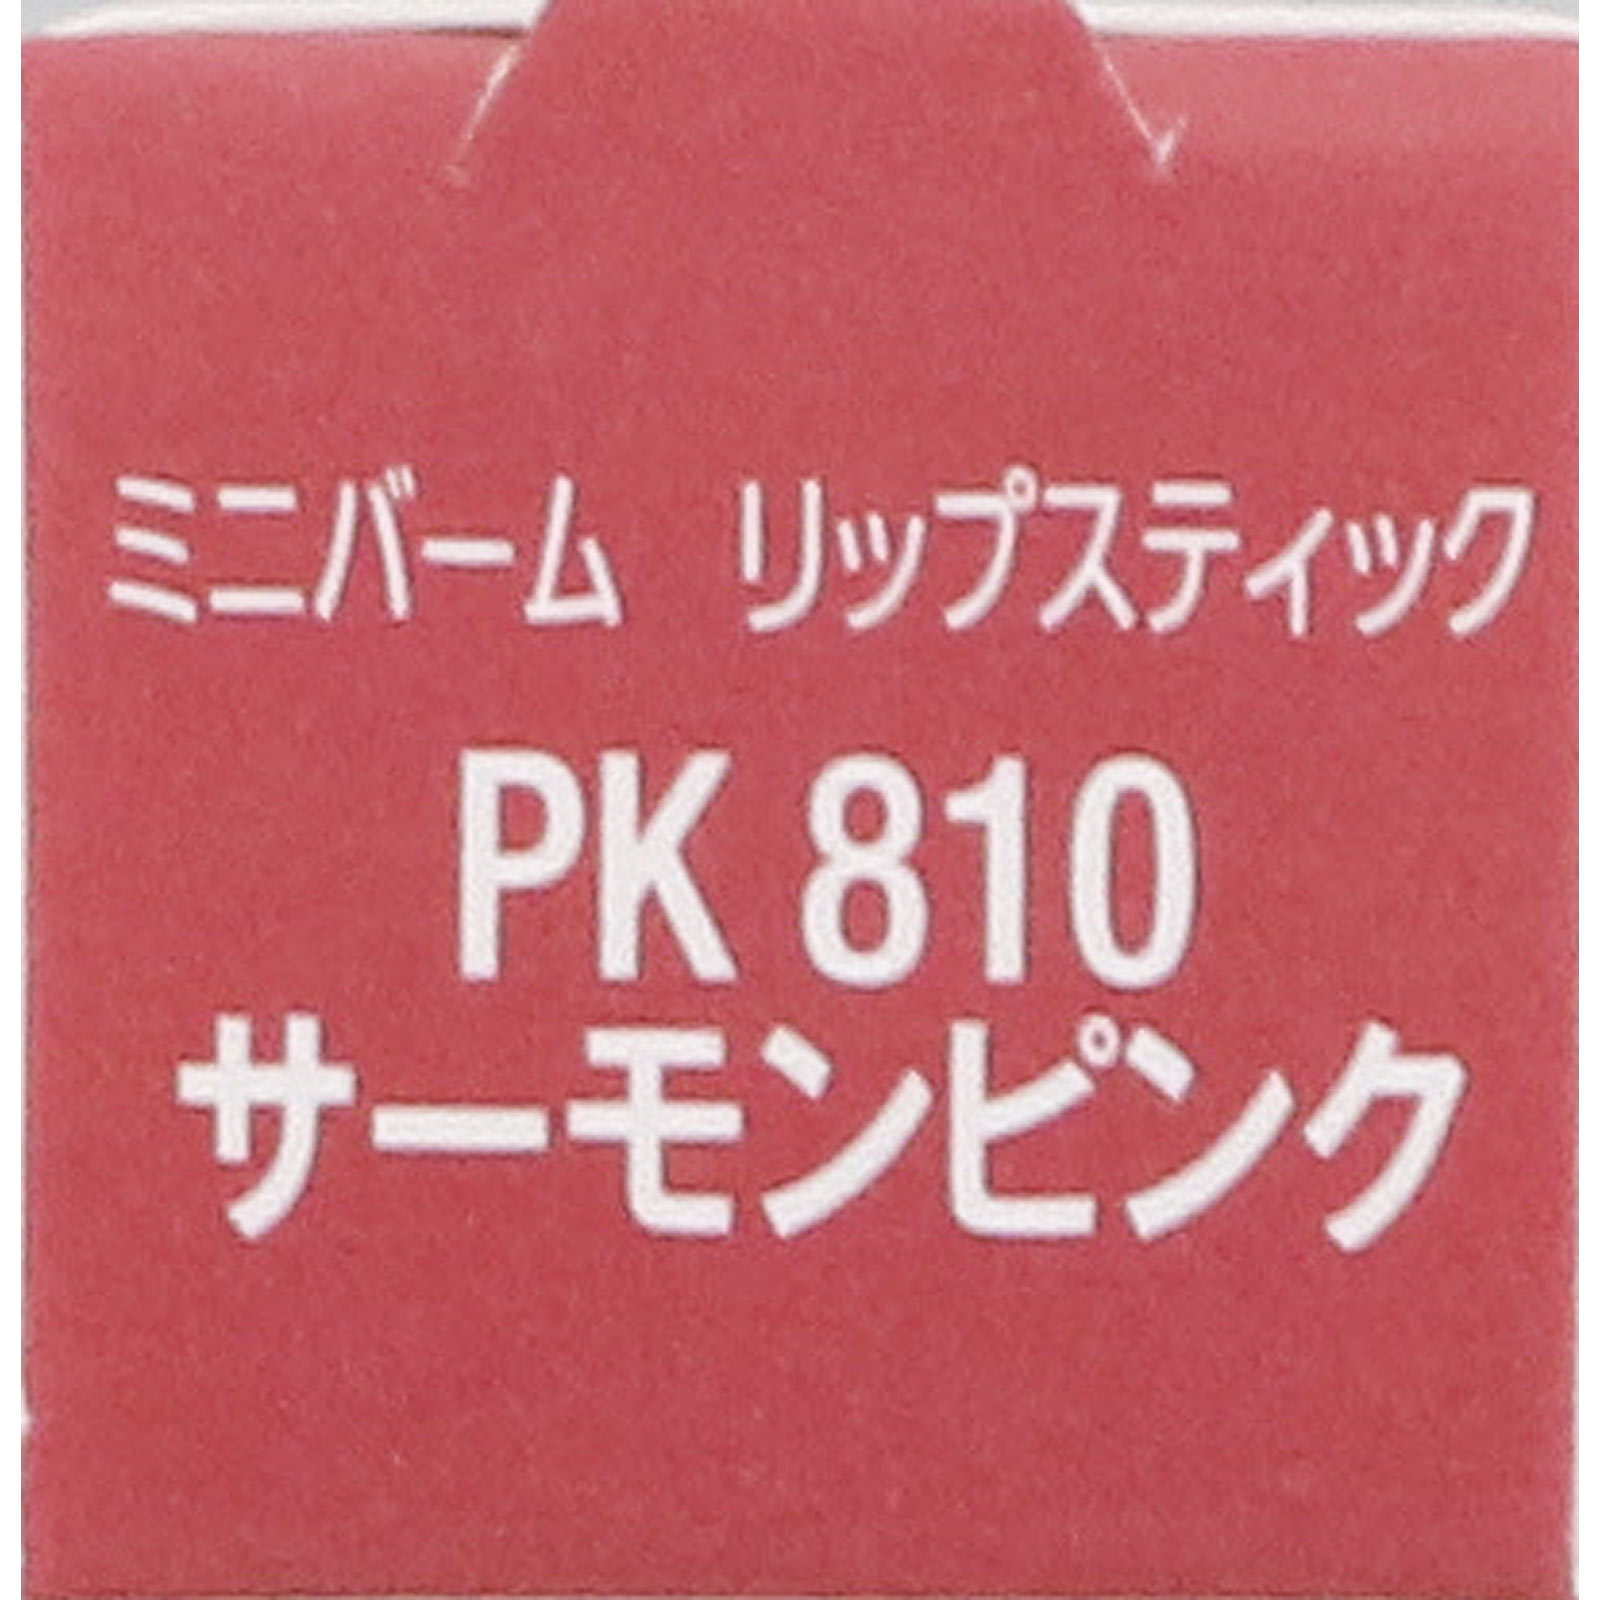 ミニバーム　リップスティック
PK 810
サーモンピンク